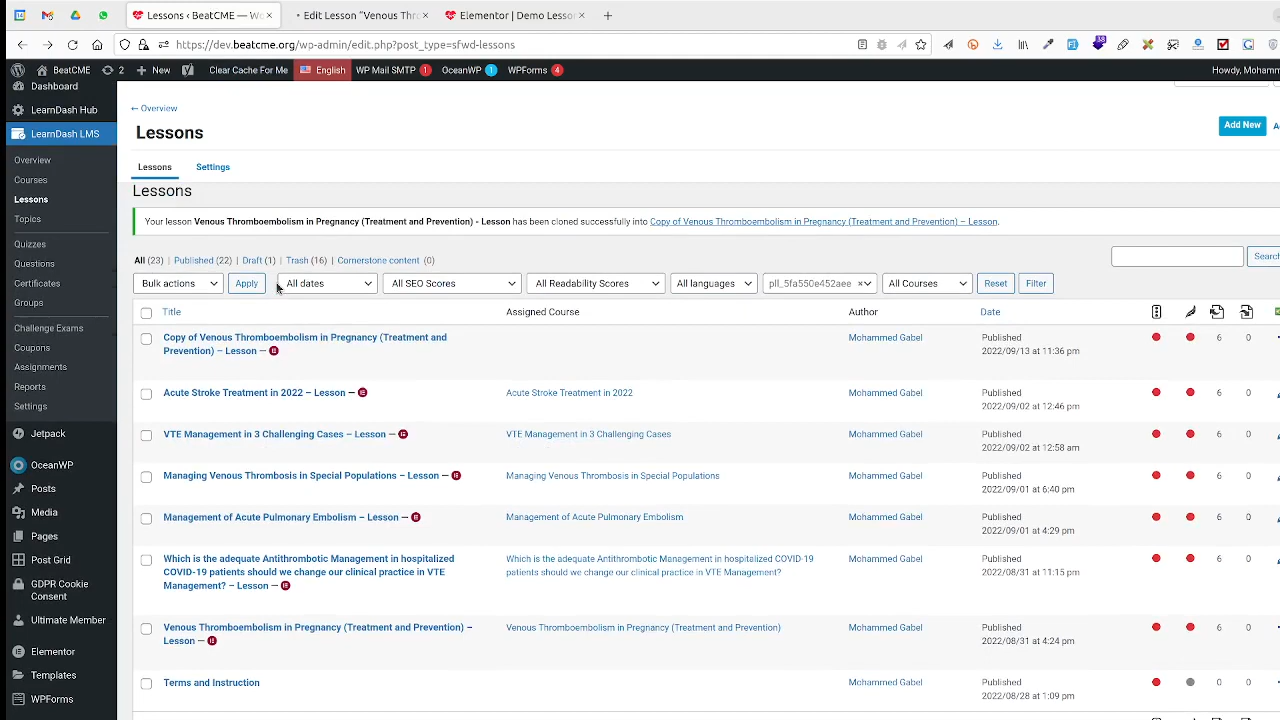 Lessons ‹ BeatCME — Wo
Edit Lesson "Venous Thro
Elementor | Demo Lesson
https://dev.beatcme.org/wp-admin/edit.php?post_type=sfwd-lessons
BeatCME
2
New
Clear Cache For Me
English
WP Mail SMTP 1
OceanWP 1
WPForms 4
Howdy, Mohamm
Dashboard
LearnDash Hub
LearnDash LMS
Overview
Courses
Lessons
Topics
Quizzes
Questions
Certificates
Groups
Challenge Exams
Coupons
Assignments
Reports
Settings
Jetpack
OceanWP
Posts
Media
Pages
Post Grid
GDPR Cookie
Consent
Ultimate Member
Elementor
Templates
WPForms
← Overview
Lessons
Add New
Lessons
Settings
Lessons
Your lesson Venous Thromboembolism in Pregnancy (Treatment and Prevention) - Lesson has been cloned successfully into Copy of Venous Thromboembolism in Pregnancy (Treatment and Prevention) – Lesson.
All (23) | Published (22) | Draft (1) | Trash (16) | Cornerstone content (0)
Search
Bulk actions Apply All dates All SEO Scores All Readability Scores All languages pll_5fa550e452aee × All Courses Reset Filter
Title Assigned Course Author Date
Copy of Venous Thromboembolism in Pregnancy (Treatment and Mohammed Gabel Published 6 0
Prevention) – Lesson — 2022/09/13 at 11:36 pm
Acute Stroke Treatment in 2022 – Lesson — Acute Stroke Treatment in 2022 Mohammed Gabel Published 6 0
2022/09/02 at 12:46 pm
VTE Management in 3 Challenging Cases – Lesson — VTE Management in 3 Challenging Cases Mohammed Gabel Published 6 0
2022/09/02 at 12:58 am
Managing Venous Thrombosis in Special Populations – Lesson — Managing Venous Thrombosis in Special Populations Mohammed Gabel Published 6 0
2022/09/01 at 6:40 pm
Management of Acute Pulmonary Embolism – Lesson — Management of Acute Pulmonary Embolism Mohammed Gabel Published 6 0
2022/09/01 at 4:29 pm
Which is the adequate Antithrombotic Management in hospitalized Which is the adequate Antithrombotic Management in hospitalized COVID-19 Mohammed Gabel Published 6 0
COVID-19 patients should we change our clinical practice in VTE patients should we change our clinical practice in VTE Management? 2022/08/31 at 11:15 pm
Management? – Lesson —
Venous Thromboembolism in Pregnancy (Treatment and Prevention) – Venous Thromboembolism in Pregnancy (Treatment and Prevention) Mohammed Gabel Published 6 0
Lesson — 2022/08/31 at 4:24 pm
Terms and Instruction Mohammed Gabel Published 0 0
2022/08/28 at 1:09 pm